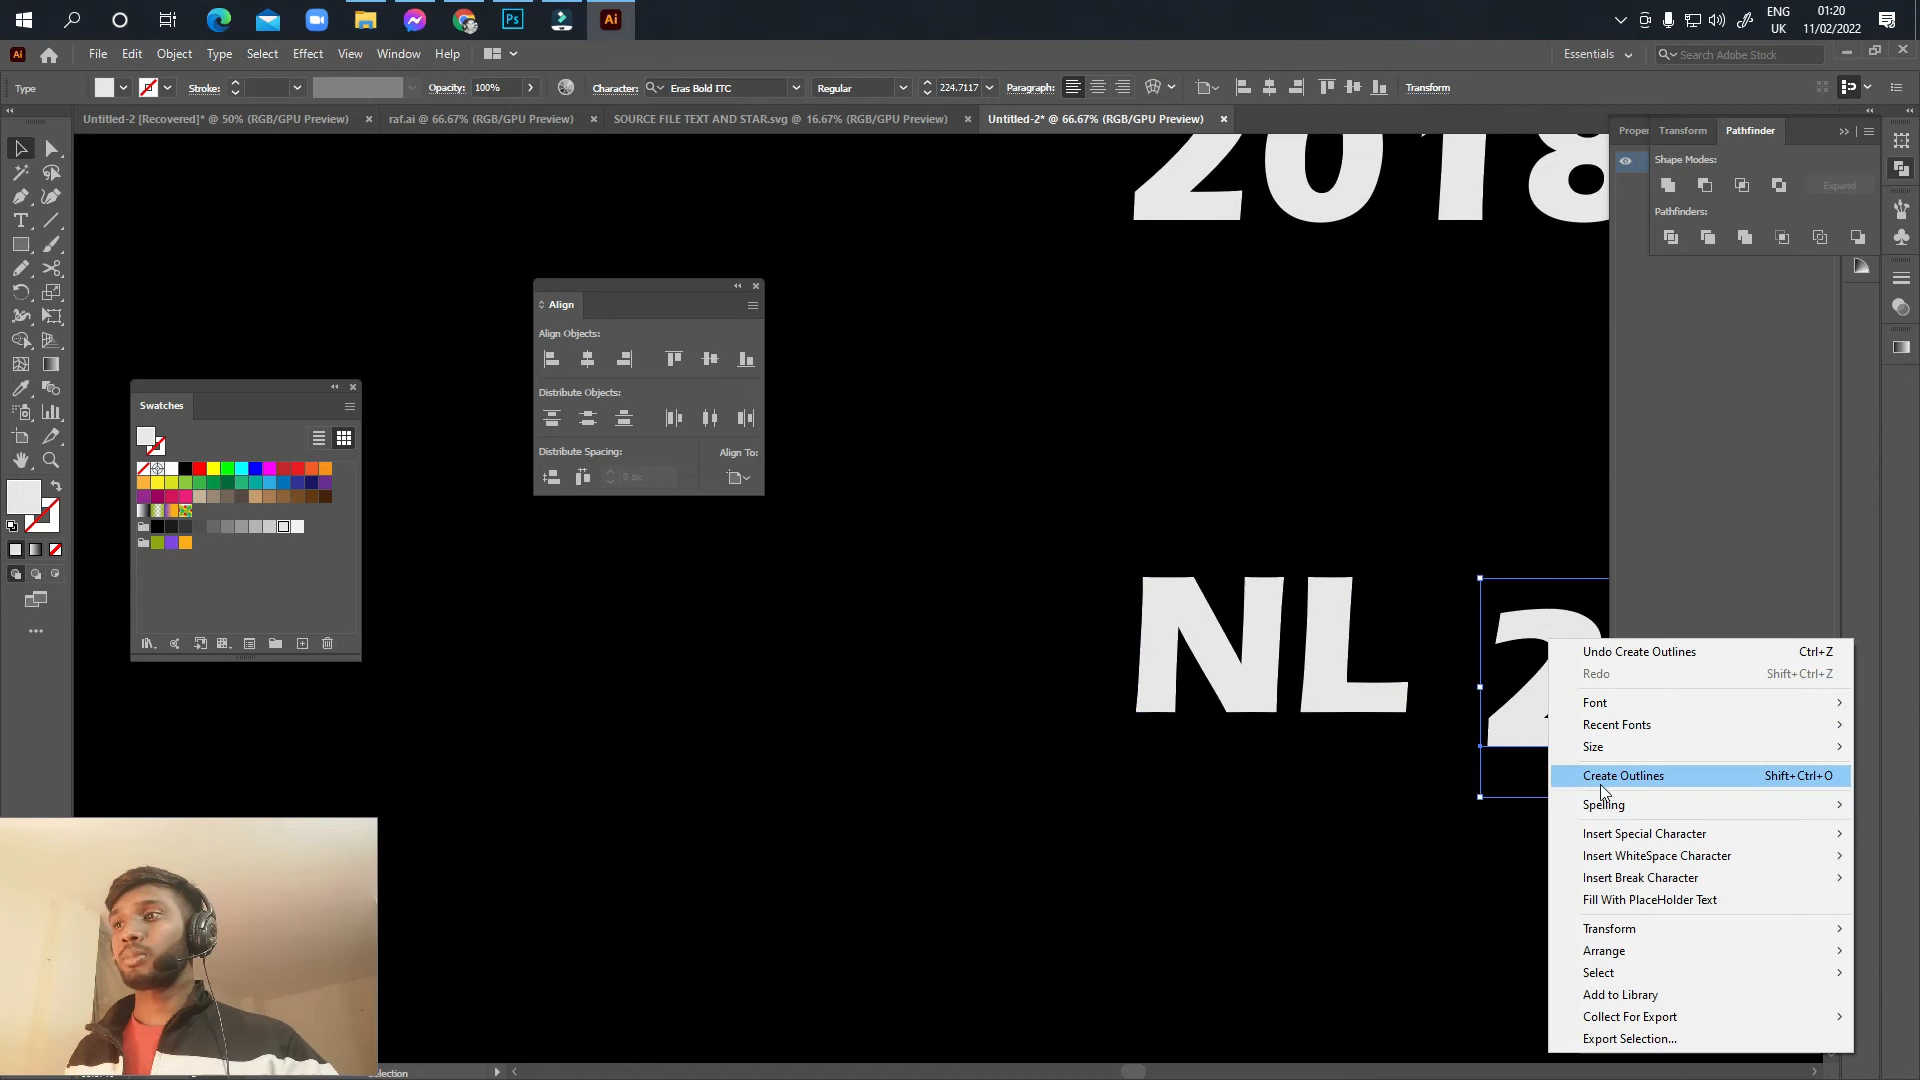 ENG
UK
01:20
11/02/2022
Ps
Ai
Ai
File Edit Object Type Select Effect View Window Help
Essentials
Search Adobe Stock
Type
Stroke:
Opacity: 100%
Character: Eras Bold ITC
Regular
224.7117
Paragraph:
Transform
Untitled-2 [Recovered]* @ 50% (RGB/GPU Preview)
raf.ai @ 66.67% (RGB/GPU Preview)
SOURCE FILE TEXT AND STAR.svg @ 16.67% (RGB/GPU Preview)
Untitled-2* @ 66.67% (RGB/GPU Preview)
Proper
Transform
Pathfinder
Shape Modes:
Expand
Pathfinders:
2018
Align
Align Objects:
Distribute Objects:
Distribute Spacing:
Align To:
0 px
Swatches
NL
2
Undo Create Outlines Ctrl+Z
Redo Shift+Ctrl+Z
Font
Recent Fonts
Size
Create Outlines Shift+Ctrl+O
Spelling
Insert Special Character
Insert WhiteSpace Character
Insert Break Character
Fill With PlaceHolder Text
Transform
Arrange
Select
Add to Library
Collect For Export
Export Selection...
Selection